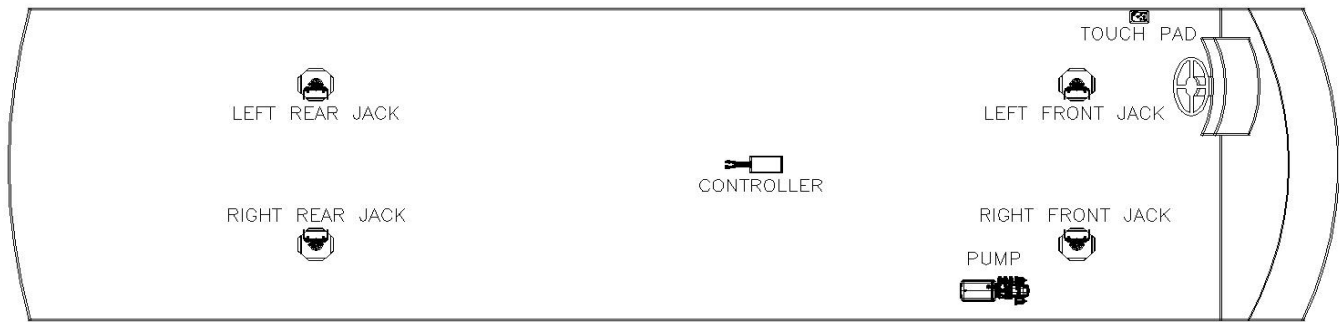 TOUCH PAD
LEFT REAR JACK
LEFT FRONT JACK
CONTROLLER
RIGHT REAR JACK
RIGHT FRONT JACK
PUMP